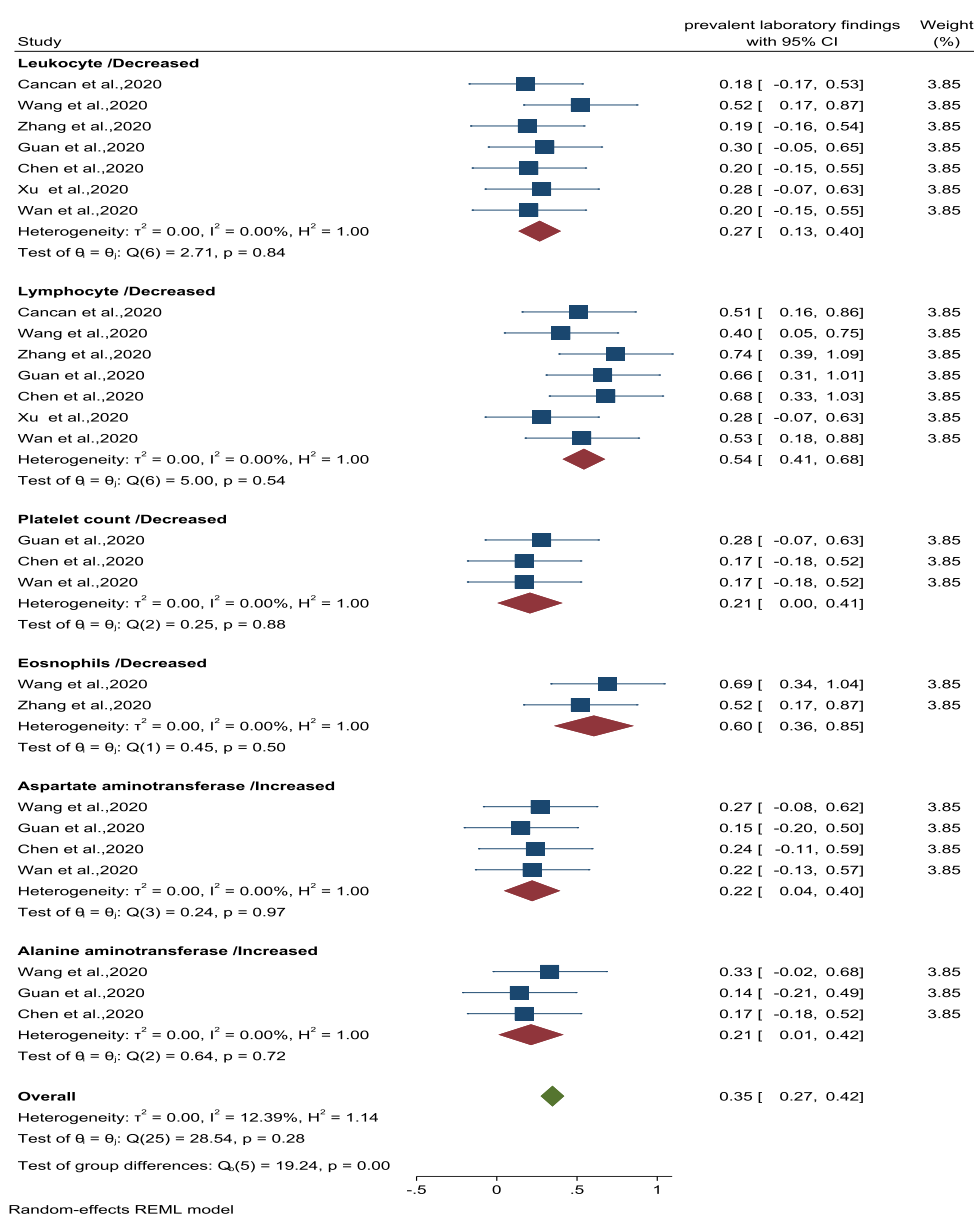 prevalent laboratory findings Weight
Study with 95% CI (%)
Leukocyte /Decreased
Cancan et al.,2020 0.18 [ -0.17, 0.53] 3.85
Wang et al.,2020 0.52 [ 0.17, 0.87] 3.85
Zhang et al.,2020 0.19 [ -0.16, 0.54] 3.85
Guan et al.,2020 0.30 [ -0.05, 0.65] 3.85
Chen et al.,2020 0.20 [ -0.15, 0.55] 3.85
Xu et al.,2020 0.28 [ -0.07, 0.63] 3.85
Wan et al.,2020 0.20 [ -0.15, 0.55] 3.85
Heterogeneity: τ² = 0.00, I² = 0.00%, H² = 1.00 0.27 [ 0.13, 0.40]
Test of θᵢ = θⱼ: Q(6) = 2.71, p = 0.84
Lymphocyte /Decreased
Cancan et al.,2020 0.51 [ 0.16, 0.86] 3.85
Wang et al.,2020 0.40 [ 0.05, 0.75] 3.85
Zhang et al.,2020 0.74 [ 0.39, 1.09] 3.85
Guan et al.,2020 0.66 [ 0.31, 1.01] 3.85
Chen et al.,2020 0.68 [ 0.33, 1.03] 3.85
Xu et al.,2020 0.28 [ -0.07, 0.63] 3.85
Wan et al.,2020 0.53 [ 0.18, 0.88] 3.85
Heterogeneity: τ² = 0.00, I² = 0.00%, H² = 1.00 0.54 [ 0.41, 0.68]
Test of θᵢ = θⱼ: Q(6) = 5.00, p = 0.54
Platelet count /Decreased
Guan et al.,2020 0.28 [ -0.07, 0.63] 3.85
Chen et al.,2020 0.17 [ -0.18, 0.52] 3.85
Wan et al.,2020 0.17 [ -0.18, 0.52] 3.85
Heterogeneity: τ² = 0.00, I² = 0.00%, H² = 1.00 0.21 [ 0.00, 0.41]
Test of θᵢ = θⱼ: Q(2) = 0.25, p = 0.88
Eosnophils /Decreased
Wang et al.,2020 0.69 [ 0.34, 1.04] 3.85
Zhang et al.,2020 0.52 [ 0.17, 0.87] 3.85
Heterogeneity: τ² = 0.00, I² = 0.00%, H² = 1.00 0.60 [ 0.36, 0.85]
Test of θᵢ = θⱼ: Q(1) = 0.45, p = 0.50
Aspartate aminotransferase /Increased
Wang et al.,2020 0.27 [ -0.08, 0.62] 3.85
Guan et al.,2020 0.15 [ -0.20, 0.50] 3.85
Chen et al.,2020 0.24 [ -0.11, 0.59] 3.85
Wan et al.,2020 0.22 [ -0.13, 0.57] 3.85
Heterogeneity: τ² = 0.00, I² = 0.00%, H² = 1.00 0.22 [ 0.04, 0.40]
Test of θᵢ = θⱼ: Q(3) = 0.24, p = 0.97
Alanine aminotransferase /Increased
Wang et al.,2020 0.33 [ -0.02, 0.68] 3.85
Guan et al.,2020 0.14 [ -0.21, 0.49] 3.85
Chen et al.,2020 0.17 [ -0.18, 0.52] 3.85
Heterogeneity: τ² = 0.00, I² = 0.00%, H² = 1.00 0.21 [ 0.01, 0.42]
Test of θᵢ = θⱼ: Q(2) = 0.64, p = 0.72
Overall 0.35 [ 0.27, 0.42]
Heterogeneity: τ² = 0.00, I² = 12.39%, H² = 1.14
Test of θᵢ = θⱼ: Q(25) = 28.54, p = 0.28
Test of group differences: Q_b(5) = 19.24, p = 0.00
-.5 0 .5 1
Random-effects REML model